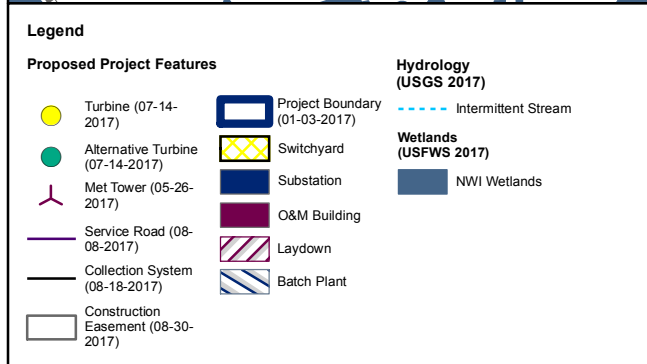 Legend
Proposed Project Features
Turbine (07-14-
2017)
Alternative Turbine
(07-14-2017)
Met Tower (05-26-
2017)
Service Road (08-
08-2017)
Collection System
(08-18-2017)
Construction
Easement (08-30-
2017)
Project Boundary
(01-03-2017)
Switchyard
Substation
O&M Building
Laydown
Batch Plant
Hydrology
(USGS 2017)
Intermittent Stream
Wetlands
(USFWS 2017)
NWI Wetlands